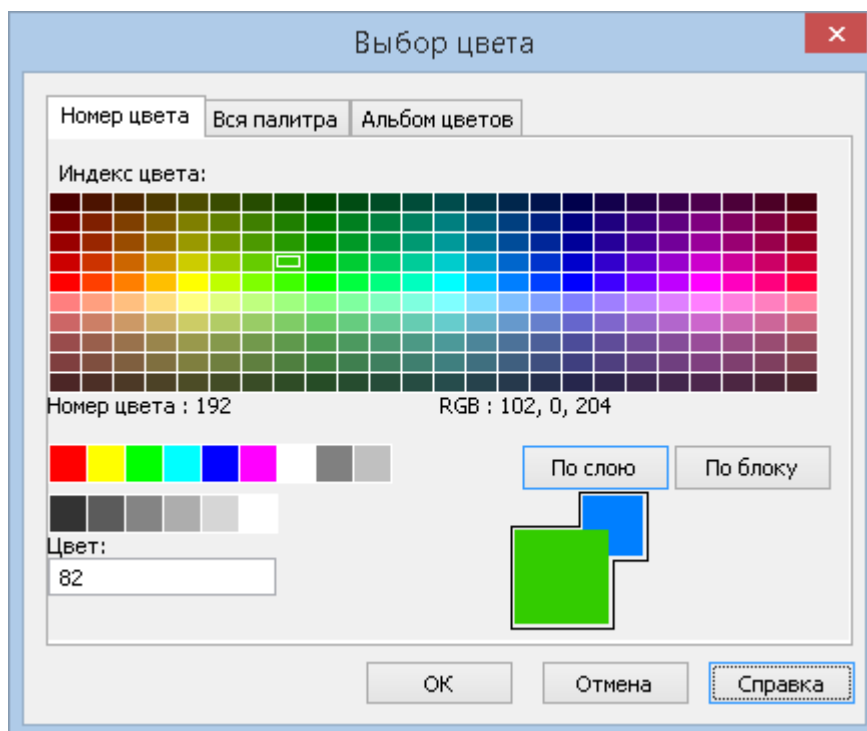 Выбор цвета
Номер цвета Вся палитра Альбом цветов
Индекс цвета:
Номер цвета : 192 RGB : 102, 0, 204
По слою По блоку
Цвет:
82
OK Отмена Справка